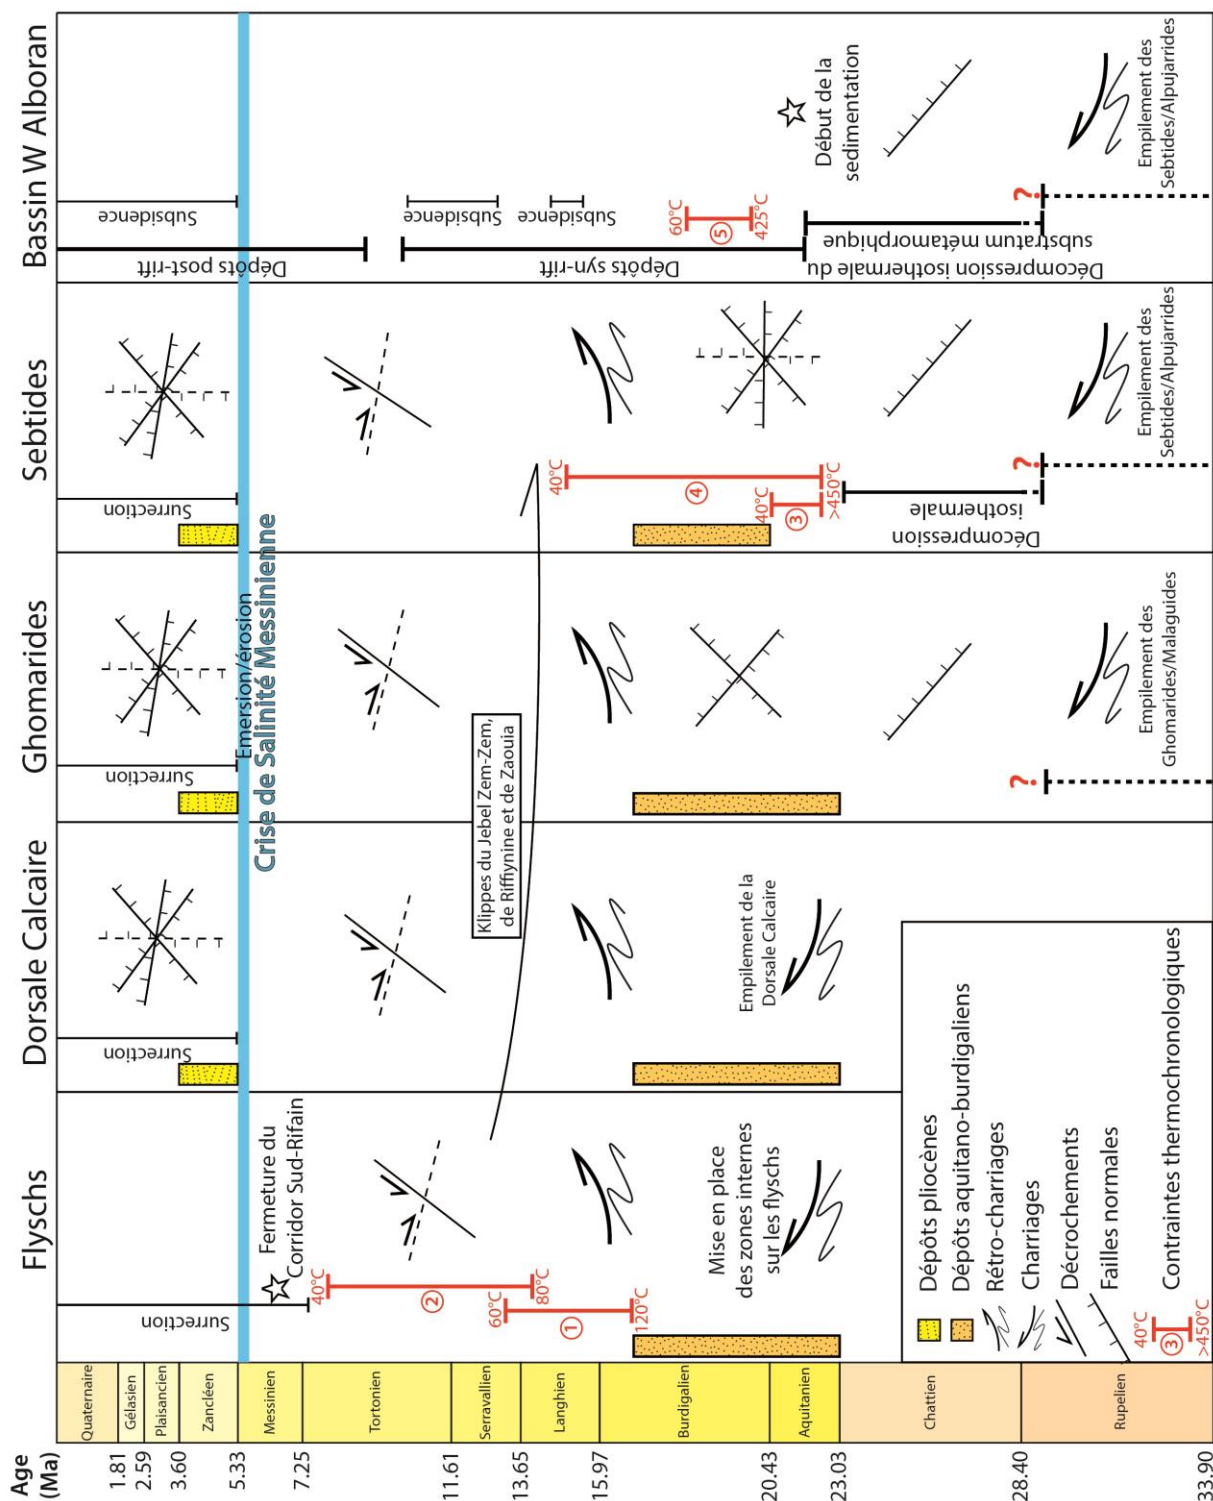 Age
(Ma)
1.81
2.59
3.60
5.33
7.25
11.61
13.65
15.97
20.43
23.03
28.40
33.90
Quaternaire
Gélasien
Plaisancien
Zancléen
Messinien
Tortonien
Serravallien
Langhien
Burdigalien
Aquitanien
Chattien
Rupelien
Flyschs
Surrection
Fermeture du
Corridor Sud-Rifain
40°C
②
80°C
60°C
①
120°C
Mise en place
des zones internes
sur les flyschs
Dorsale Calcaire
Surrection
Empilement de la
Dorsale Calcaire
Klippes du Jebel Zem-Zem,
de Riffiynine et de Zaouia
Ghomarides
Surrection
Emersion/érosion
Crise de Salinité Messinienne
?
Empilement des
Ghomarides/Malaguides
Sebtides
Surrection
40°C
④
40°C
③
>450°C
Décompression
isothermale
?
Empilement des
Sebtides/Alpujarrides
Bassin W Alboran
Subsidence
Dépôts post-rift
Subsidence
Subsidence
Dépôts syn-rift
60°C
⑤
425°C
Début de la
sedimentation
Décompression isothermale du
substratum métamorphique
?
Empilement des
Sebtides/Alpujarrides
Dépôts pliocènes
Dépôts aquitano-burdigaliens
Rétro-charriages
Charriages
Décrochements
Failles normales
40°C
③
>450°C
Contraintes thermochronologiques